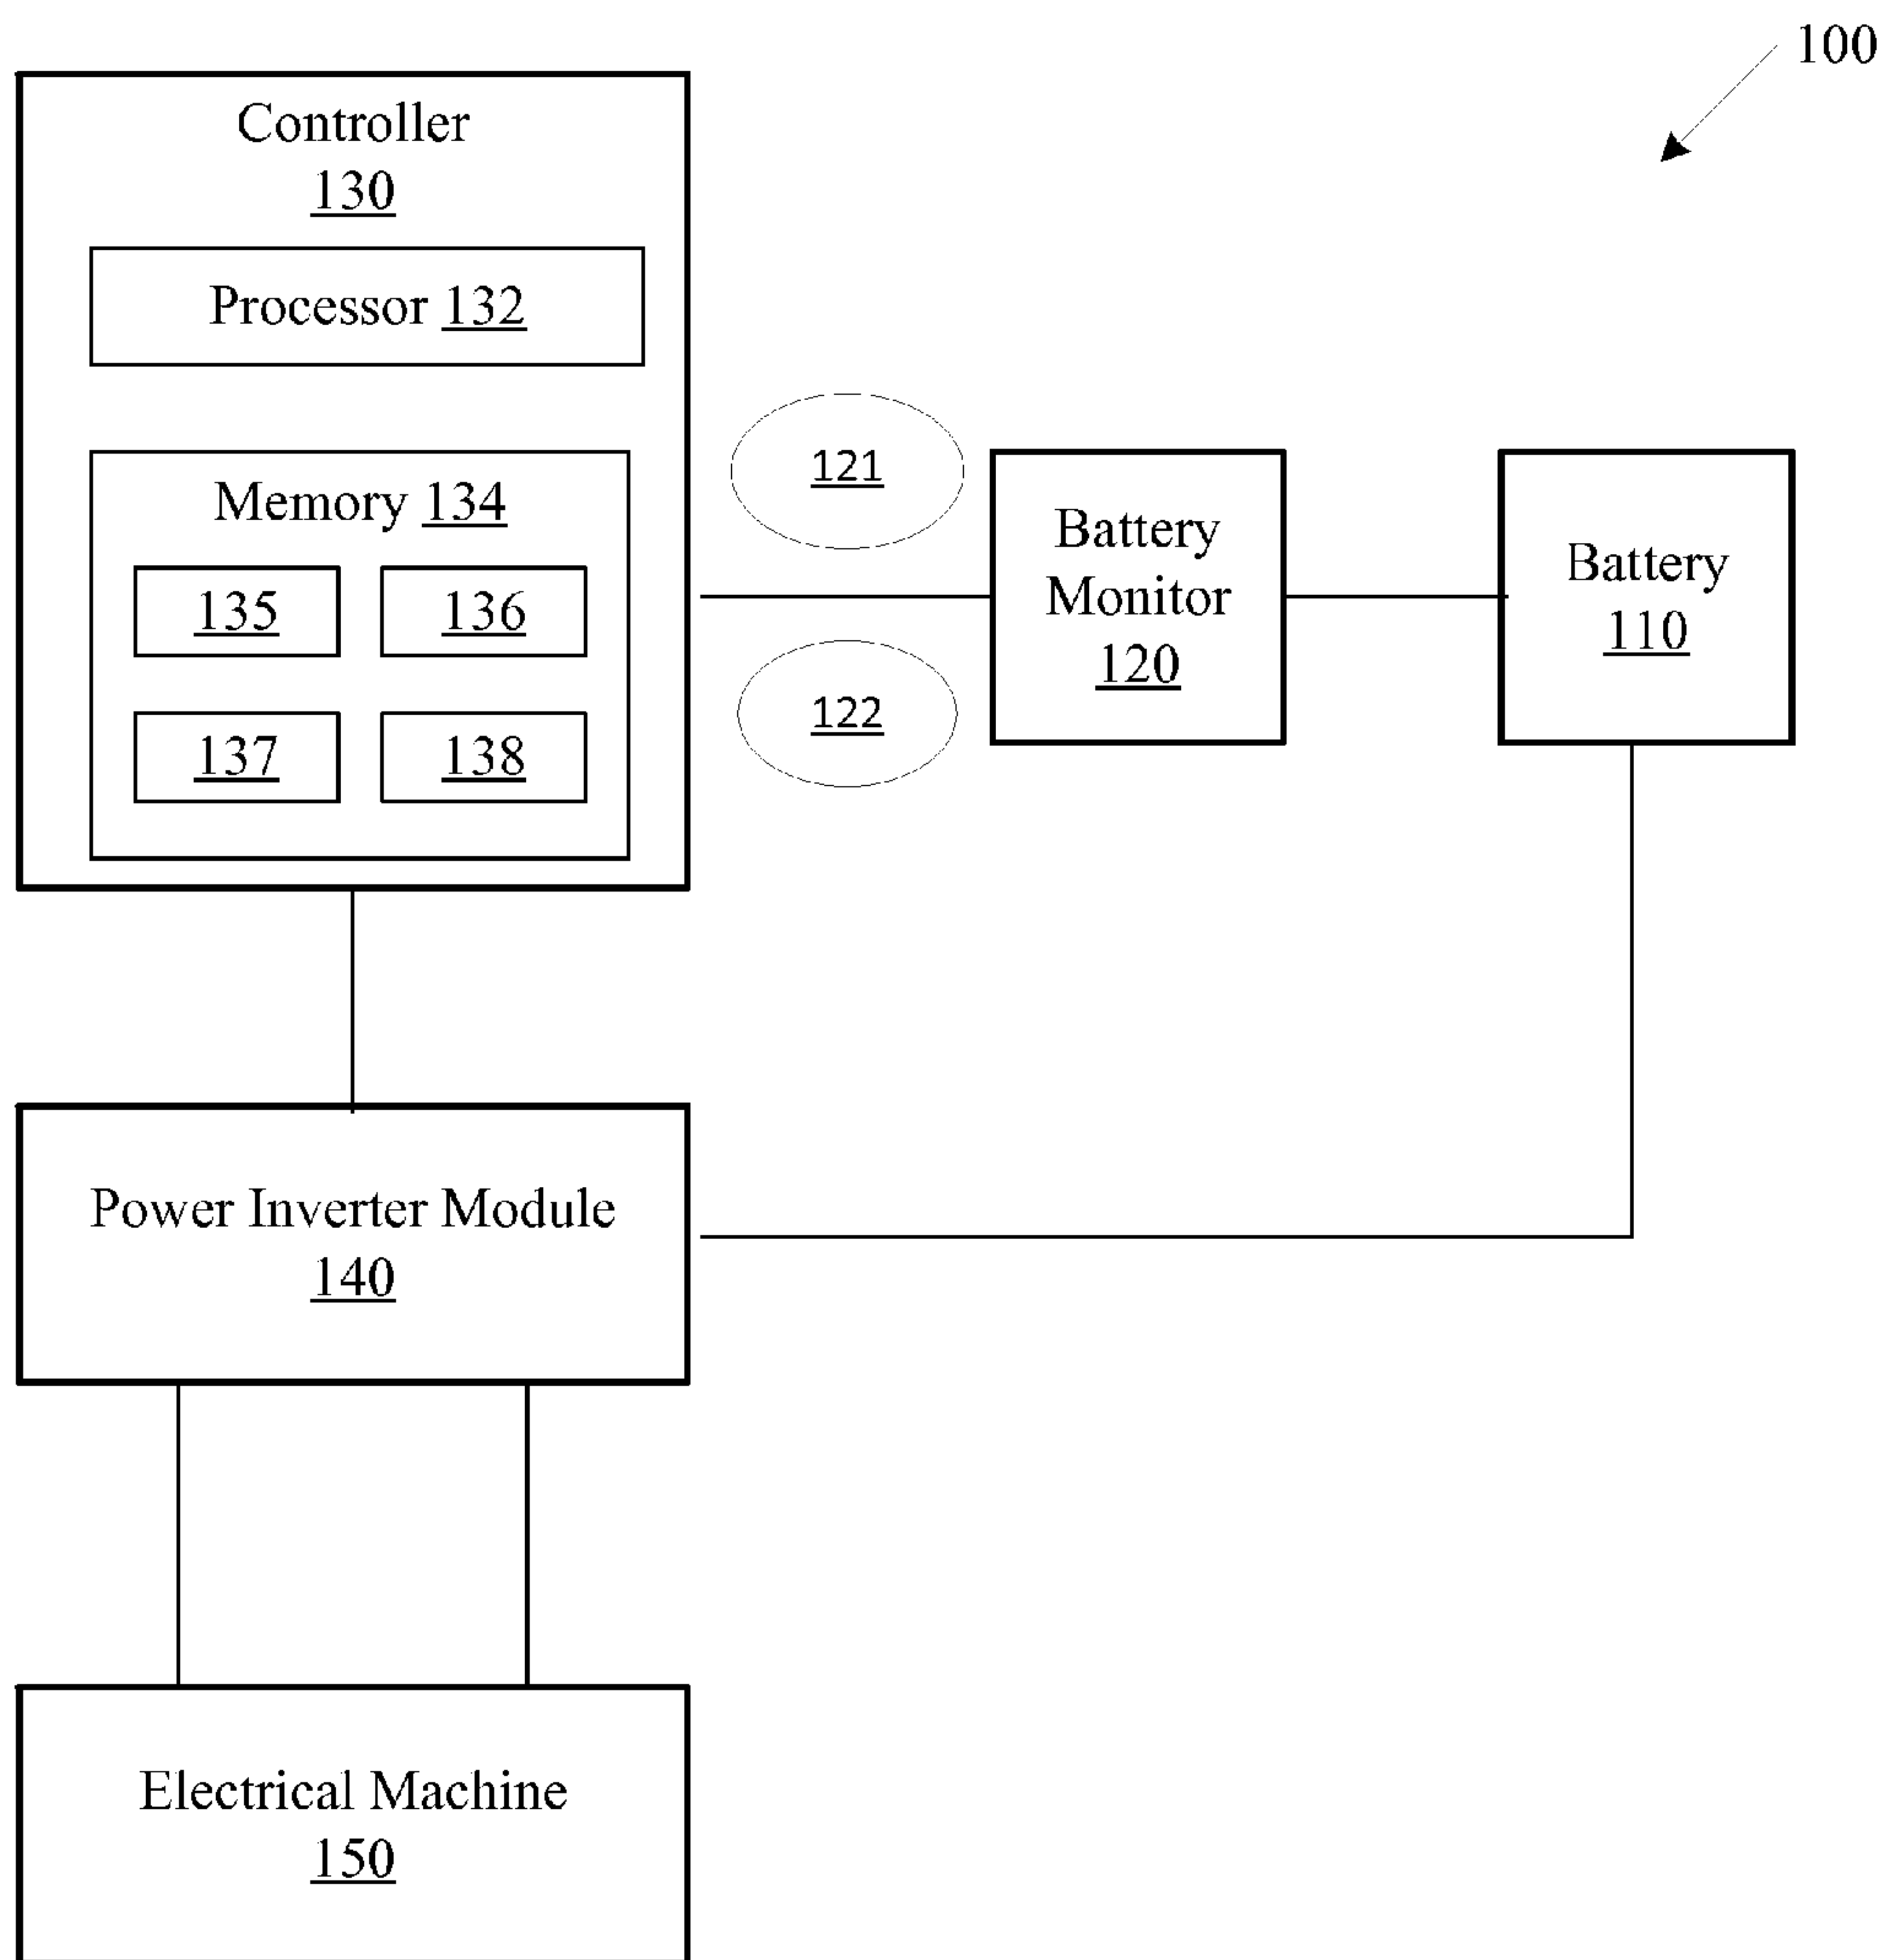 100
Controller
130
Processor 132
Memory 134
135
136
137
138
121
122
Battery
Monitor
120
Battery
110
Power Inverter Module
140
Electrical Machine
150